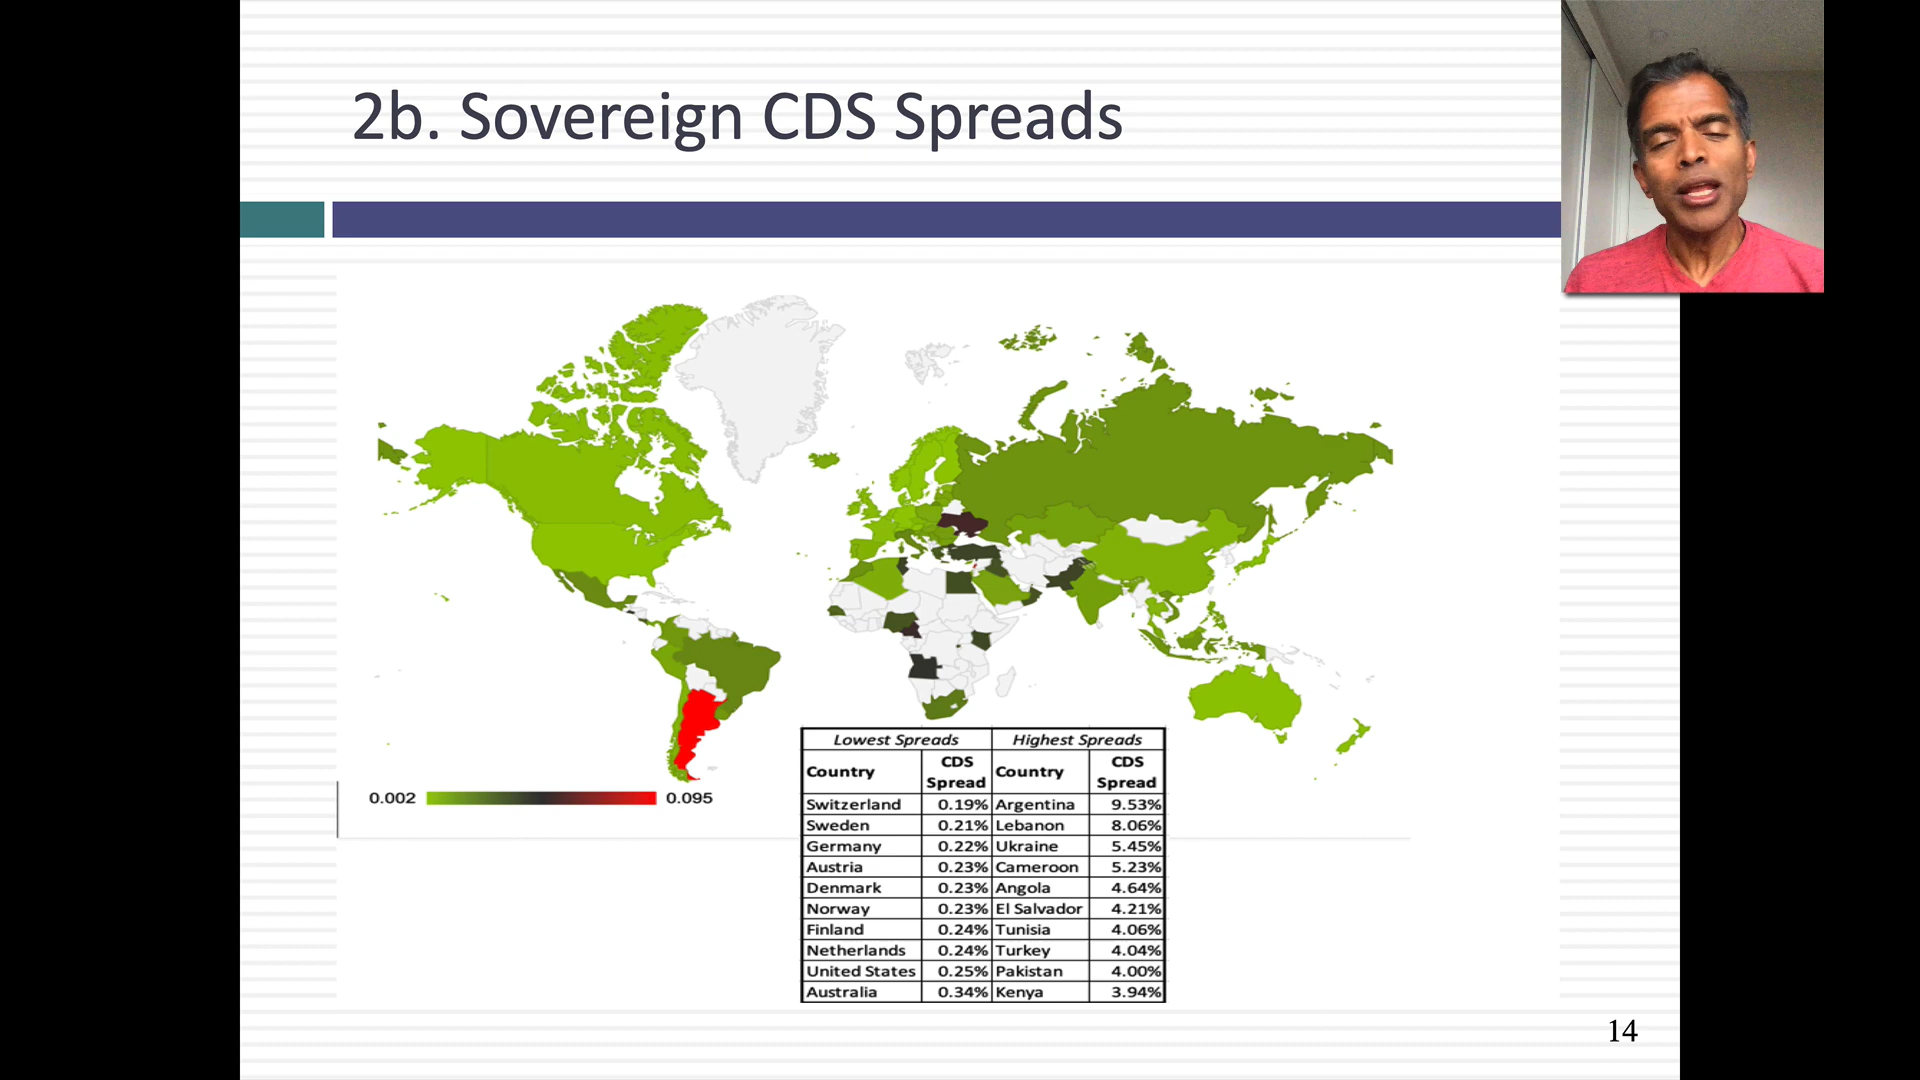 2b. Sovereign CDS Spreads
0.002
0.095
Lowest Spreads Highest Spreads
Country CDS Spread Country CDS Spread
Switzerland 0.19% Argentina 9.53%
Sweden 0.21% Lebanon 8.06%
Germany 0.22% Ukraine 5.45%
Austria 0.23% Cameroon 5.23%
Denmark 0.23% Angola 4.64%
Norway 0.23% El Salvador 4.21%
Finland 0.24% Tunisia 4.06%
Netherlands 0.24% Turkey 4.04%
United States 0.25% Pakistan 4.00%
Australia 0.34% Kenya 3.94%
14